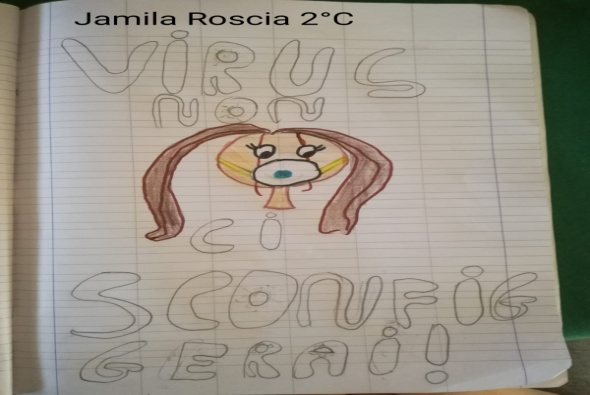 Jamila Roscia 2°C
ViRUS
NON
Ci
SCONFiG
GERAi!